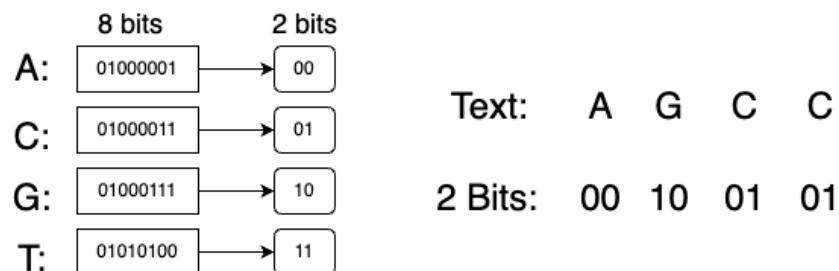 8 bits 2 bits
A: 01000001 00
C: 01000011 01
G: 01000111 10
T: 01010100 11
Text: A G C C
2 Bits: 00 10 01 01